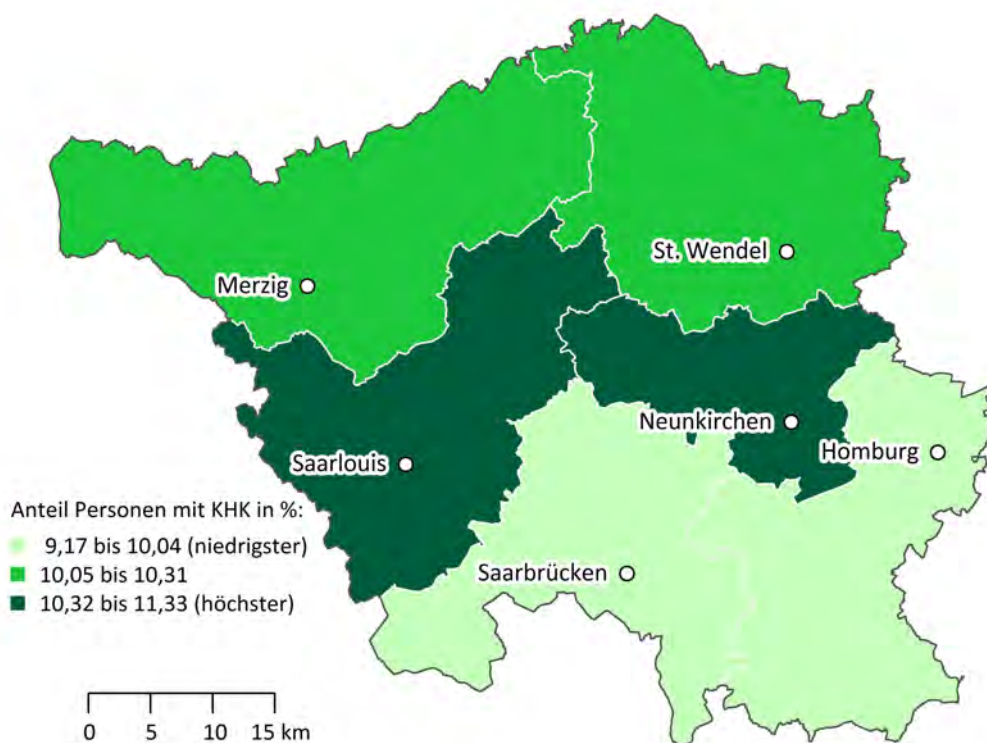 St. Wendel
Merzig
Neunkirchen
Homburg
Saarlouis
Saarbrücken
Anteil Personen mit KHK in %:
9,17 bis 10,04 (niedrigster)
10,05 bis 10,31
10,32 bis 11,33 (höchster)
0 5 10 15 km